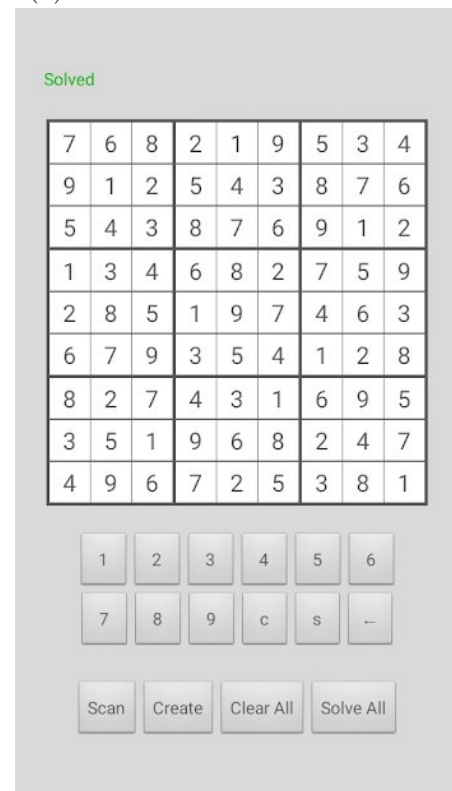 Solved
7 6 8 2 1 9 5 3 4
9 1 2 5 4 3 8 7 6
5 4 3 8 7 6 9 1 2
1 3 4 6 8 2 7 5 9
2 8 5 1 9 7 4 6 3
6 7 9 3 5 4 1 2 8
8 2 7 4 3 1 6 9 5
3 5 1 9 6 8 2 4 7
4 9 6 7 2 5 3 8 1
1 2 3 4 5 6
7 8 9 c s ←
Scan Create Clear All Solve All